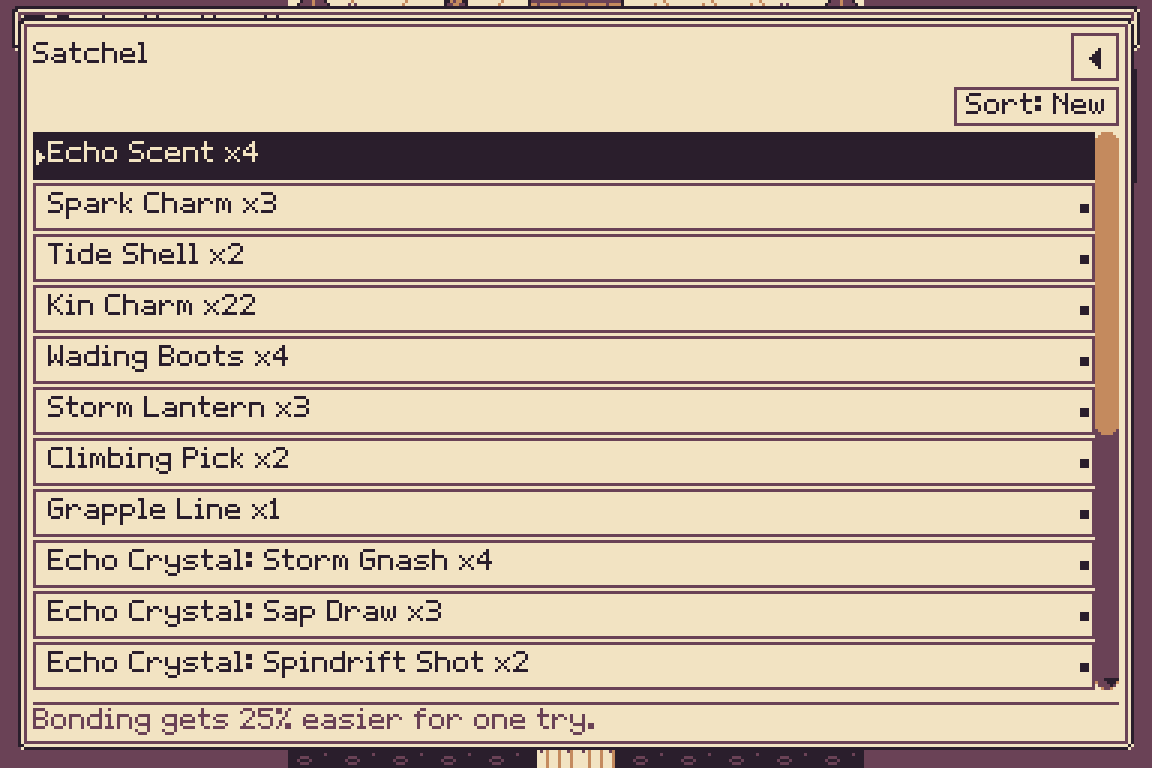 Satchel
Sort: New
Echo Scent x4
Spark Charm x3
Tide Shell x2
Kin Charm x22
Wading Boots x4
Storm Lantern x3
Climbing Pick x2
Grapple Line x1
Echo Crystal: Storm Gnash x4
Echo Crystal: Sap Draw x3
Echo Crystal: Spindrift Shot x2
Bonding gets 25% easier for one try.